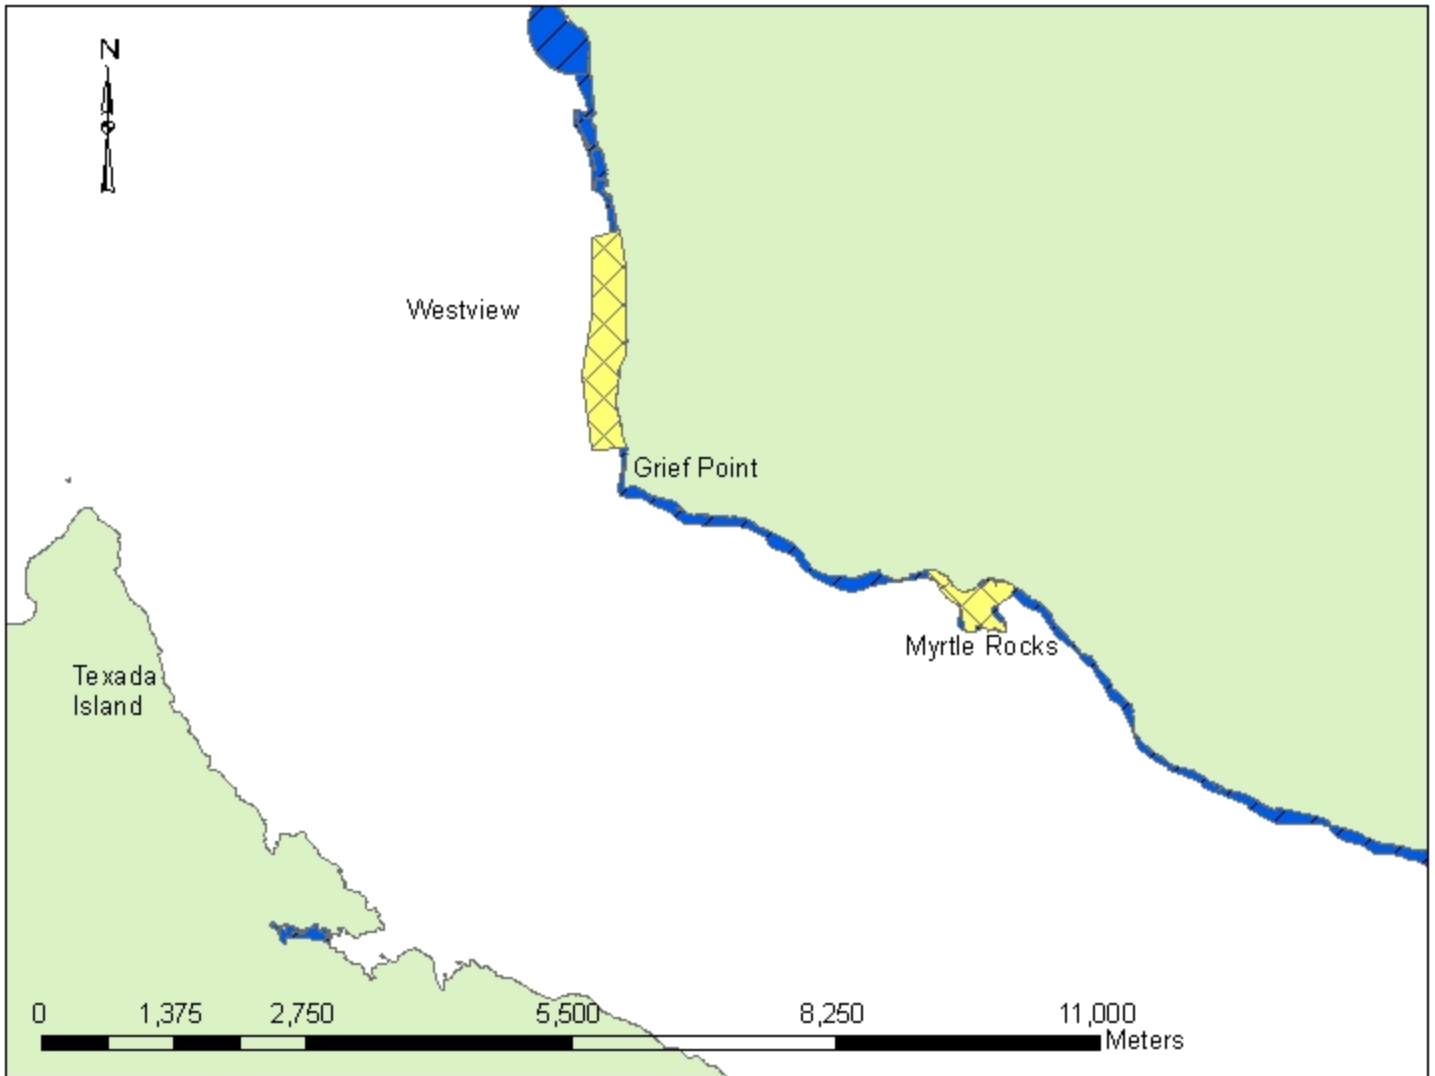 N
Westview
Grief Point
Myrtle Rocks
Texada
Island
0 1,375 2,750 5,500 8,250 11,000
Meters